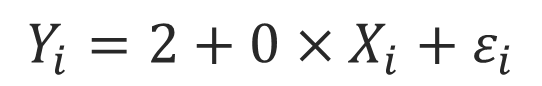 Yᵢ = 2 + 0 × Xᵢ + εᵢ